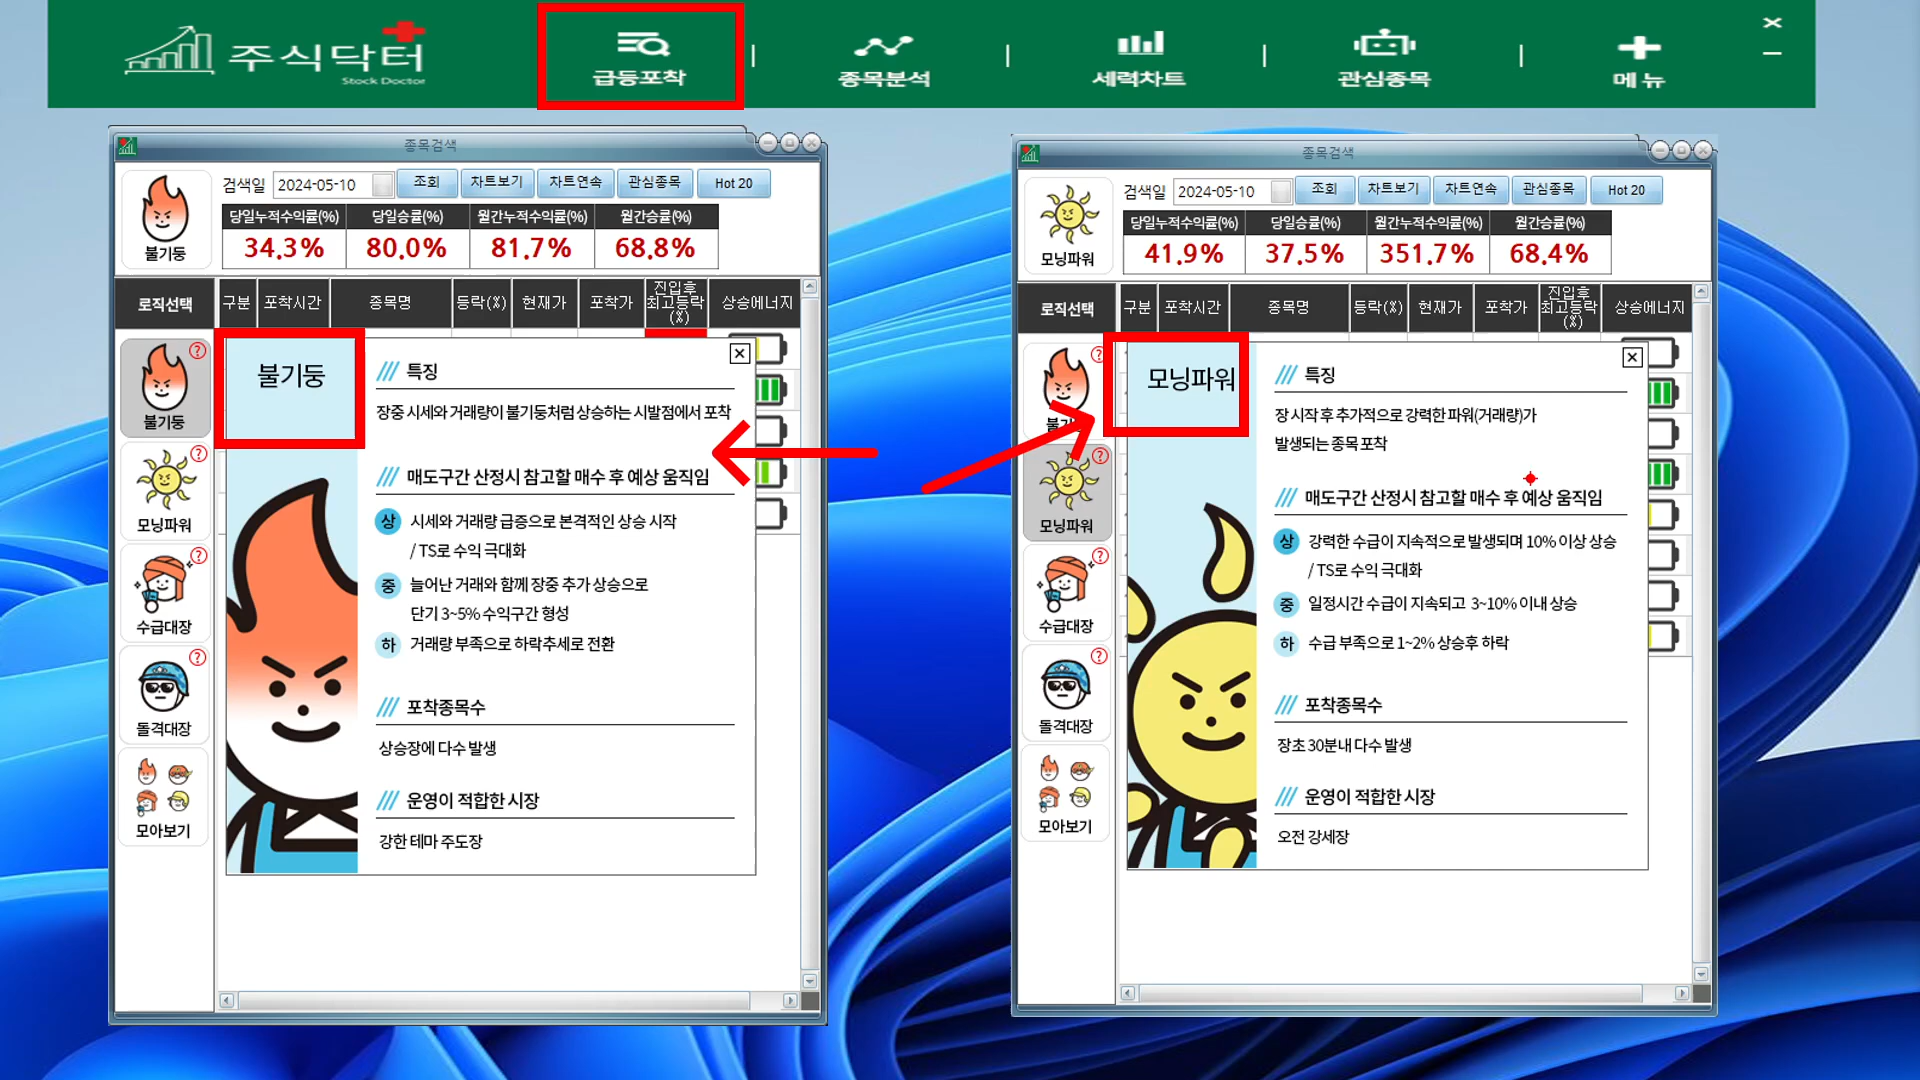 주식닥터
Stock Doctor
급등포착
종목분석
세력차트
관심종목
메뉴
종목검색
불기둥
검색일
2024-05-10
조회
차트보기
차트연속
관심종목
Hot 20
당일누적수익률(%)
당일승률(%)
월간누적수익률(%)
월간승률(%)
34.3%
80.0%
81.7%
68.8%
로직선택
구분
포착시간
종목명
등락(%)
현재가
포착가
진입후
최고등락
(%)
상승에너지
불기둥
모닝파워
수급대장
돌격대장
모아보기
불기둥
특징
장중 시세와 거래량이 불기둥처럼 상승하는 시발점에서 포착
매도구간 산정시 참고할 매수 후 예상 움직임
상 시세와 거래량 급증으로 본격적인 상승 시작
/ TS로 수익 극대화
중 늘어난 거래와 함께 장중 추가 상승으로
단기 3~5% 수익구간 형성
하 거래량 부족으로 하락추세로 전환
포착종목수
상승장에 다수 발생
운영이 적합한 시장
강한 테마 주도장
종목검색
모닝파워
검색일
2024-05-10
조회
차트보기
차트연속
관심종목
Hot 20
당일누적수익률(%)
당일승률(%)
월간누적수익률(%)
월간승률(%)
41.9%
37.5%
351.7%
68.4%
로직선택
구분
포착시간
종목명
등락(%)
현재가
포착가
진입후
최고등락
(%)
상승에너지
모닝파워
수급대장
돌격대장
모아보기
모닝파워
특징
장 시작 후 추가적으로 강력한 파워(거래량)가
발생되는 종목 포착
매도구간 산정시 참고할 매수 후 예상 움직임
상 강력한 수급이 지속적으로 발생되며 10% 이상 상승
/ TS로 수익 극대화
중 일정시간 수급이 지속되고 3~10% 이내 상승
하 수급 부족으로 1~2% 상승후 하락
포착종목수
장초 30분내 다수 발생
운영이 적합한 시장
오전 강세장